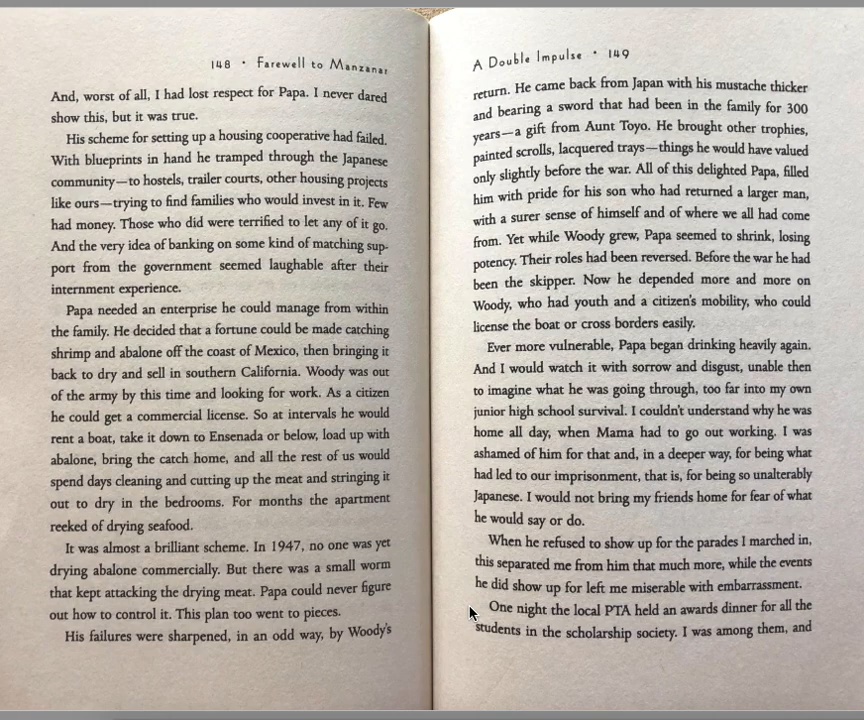 148 · Farewell to Manzanar
And, worst of all, I had lost respect for Papa. I never dared
show this, but it was true.
His scheme for setting up a housing cooperative had failed.
With blueprints in hand he tramped through the Japanese
community—to hostels, trailer courts, other housing projects
like ours—trying to find families who would invest in it. Few
had money. Those who did were terrified to let any of it go.
And the very idea of banking on some kind of matching sup-
port from the government seemed laughable after their
internment experience.
Papa needed an enterprise he could manage from within
the family. He decided that a fortune could be made catching
shrimp and abalone off the coast of Mexico, then bringing it
back to dry and sell in southern California. Woody was out
of the army by this time and looking for work. As a citizen
he could get a commercial license. So at intervals he would
rent a boat, take it down to Ensenada or below, load up with
abalone, bring the catch home, and all the rest of us would
spend days cleaning and cutting up the meat and stringing it
out to dry in the bedrooms. For months the apartment
reeked of drying seafood.
It was almost a brilliant scheme. In 1947, no one was yet
drying abalone commercially. But there was a small worm
that kept attacking the drying meat. Papa could never figure
out how to control it. This plan too went to pieces.
His failures were sharpened, in an odd way, by Woody's
A Double Impulse · 149
return. He came back from Japan with his mustache thicker
and bearing a sword that had been in the family for 300
years—a gift from Aunt Toyo. He brought other trophies,
painted scrolls, lacquered trays—things he would have valued
only slightly before the war. All of this delighted Papa, filled
him with pride for his son who had returned a larger man,
with a surer sense of himself and of where we all had come
from. Yet while Woody grew, Papa seemed to shrink, losing
potency. Their roles had been reversed. Before the war he had
been the skipper. Now he depended more and more on
Woody, who had youth and a citizen's mobility, who could
license the boat or cross borders easily.
Ever more vulnerable, Papa began drinking heavily again.
And I would watch it with sorrow and disgust, unable then
to imagine what he was going through, too far into my own
junior high school survival. I couldn't understand why he was
home all day, when Mama had to go out working. I was
ashamed of him for that and, in a deeper way, for being what
had led to our imprisonment, that is, for being so unalterably
Japanese. I would not bring my friends home for fear of what
he would say or do.
When he refused to show up for the parades I marched in,
this separated me from him that much more, while the events
he did show up for left me miserable with embarrassment.
One night the local PTA held an awards dinner for all the
students in the scholarship society. I was among them, and